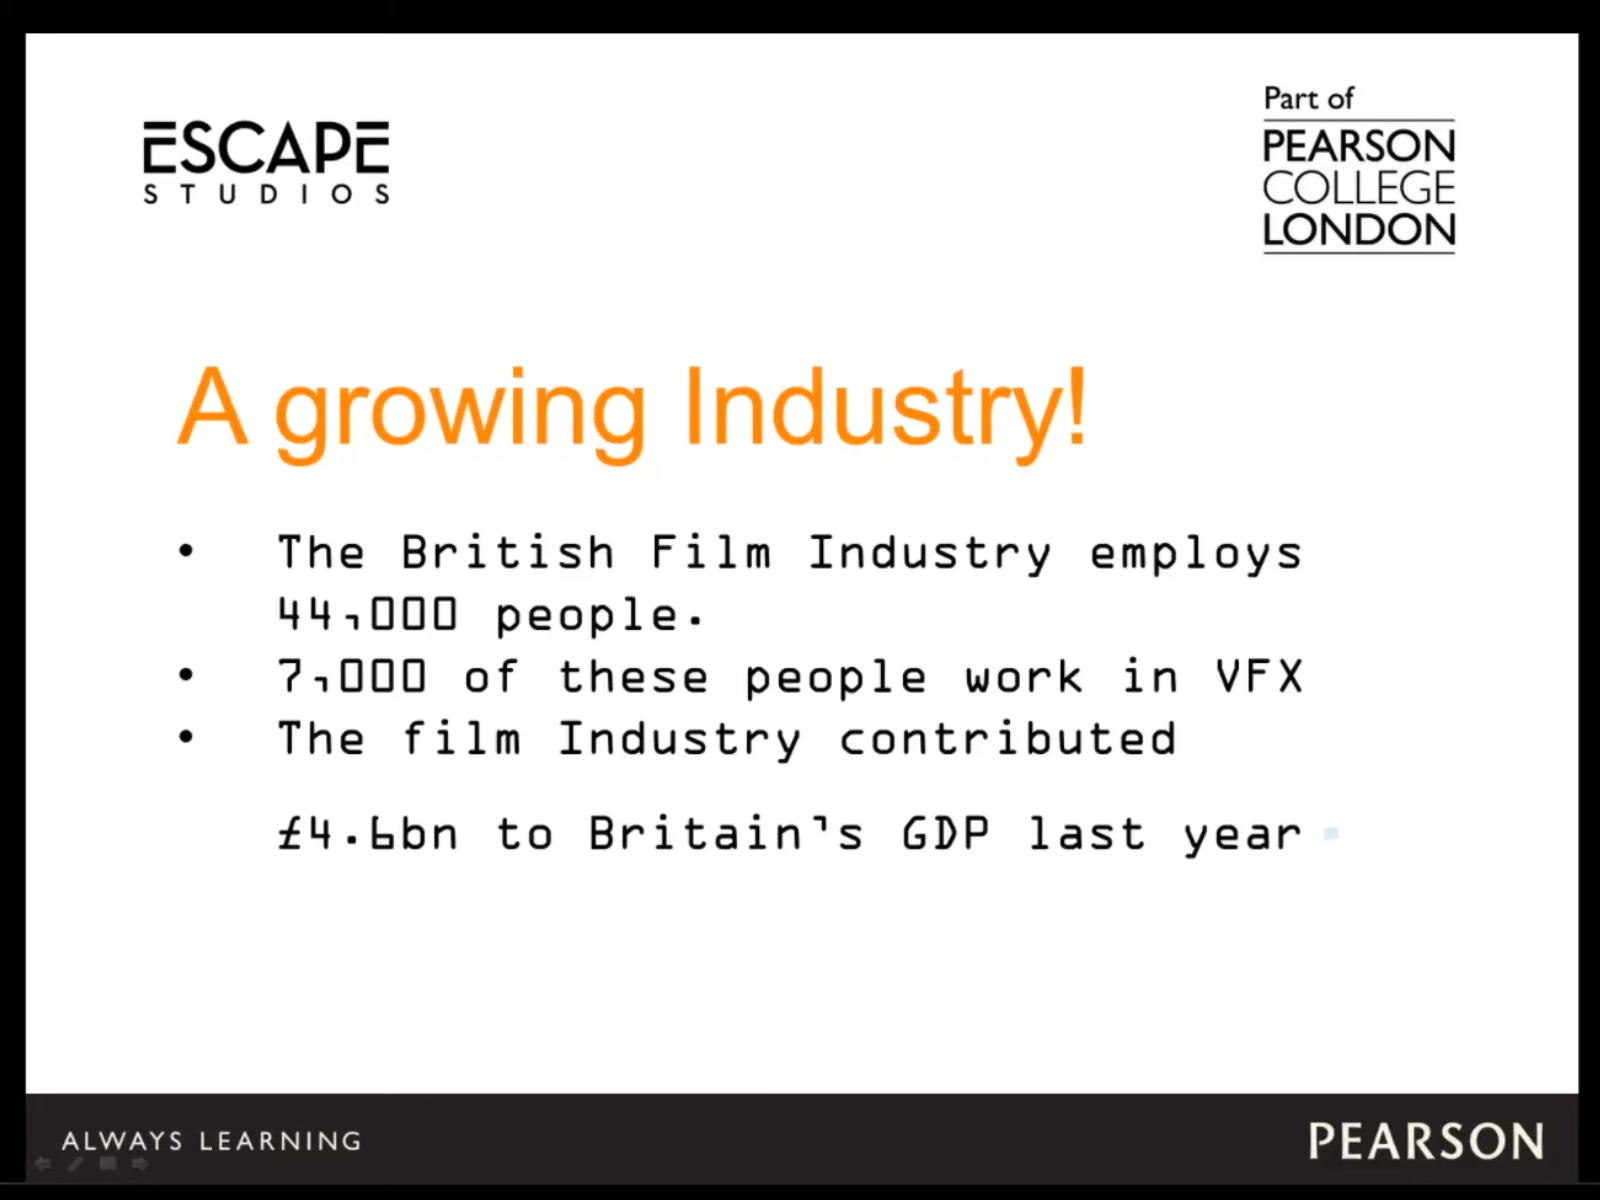 ESCAPE
STUDIOS
Part of
PEARSON
COLLEGE
LONDON
A growing Industry!
• The British Film Industry employs
44,000 people.
• 7,000 of these people work in VFX
• The film Industry contributed
£4.6bn to Britain's GDP last year
ALWAYS LEARNING
PEARSON